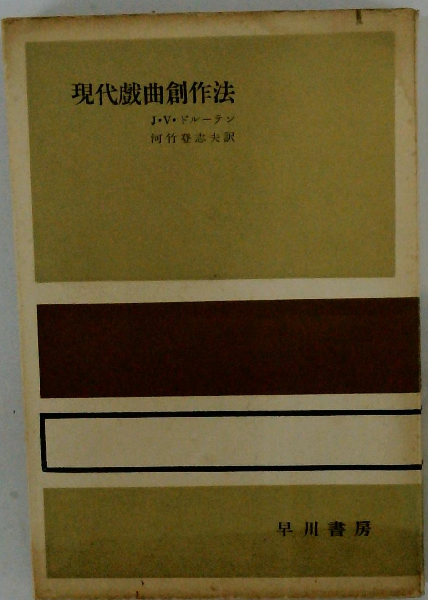 現代戯曲創作法
J・V・ドルーテン
河竹登志夫訳
早川書房